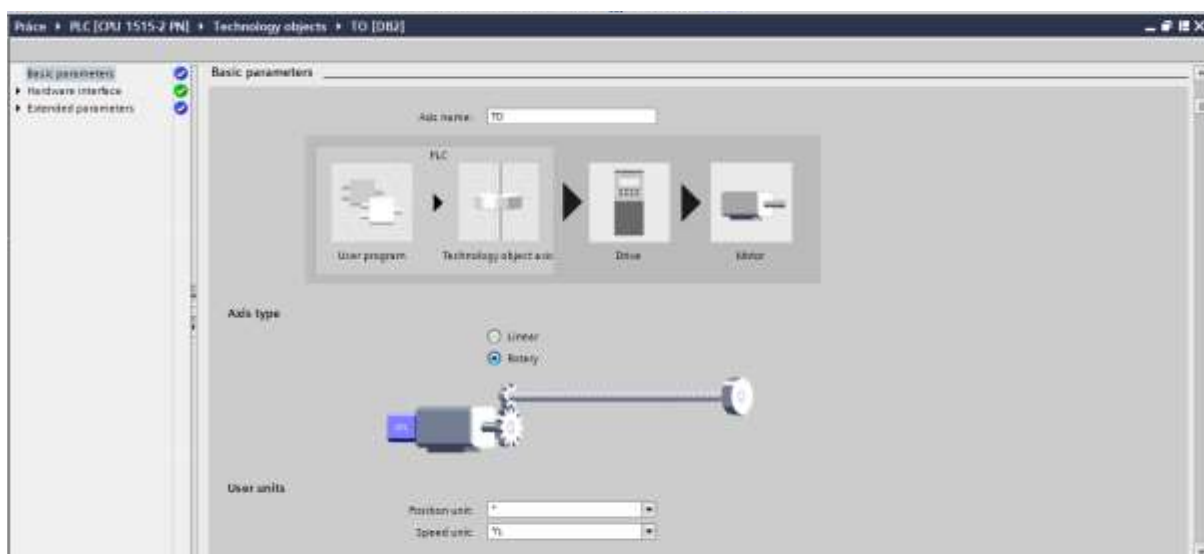 Práce ▸ PLC [CPU 1515-2 PN] ▸ Technology objects ▸ TO [DB2]
Basic parameters
Hardware interface
Extended parameters
Basic parameters
Axis name: TO
PLC
User program
Technology object axis
Drive
Motor
Axis type
Linear
Rotary
User units
Position unit: °
Speed unit: °/s